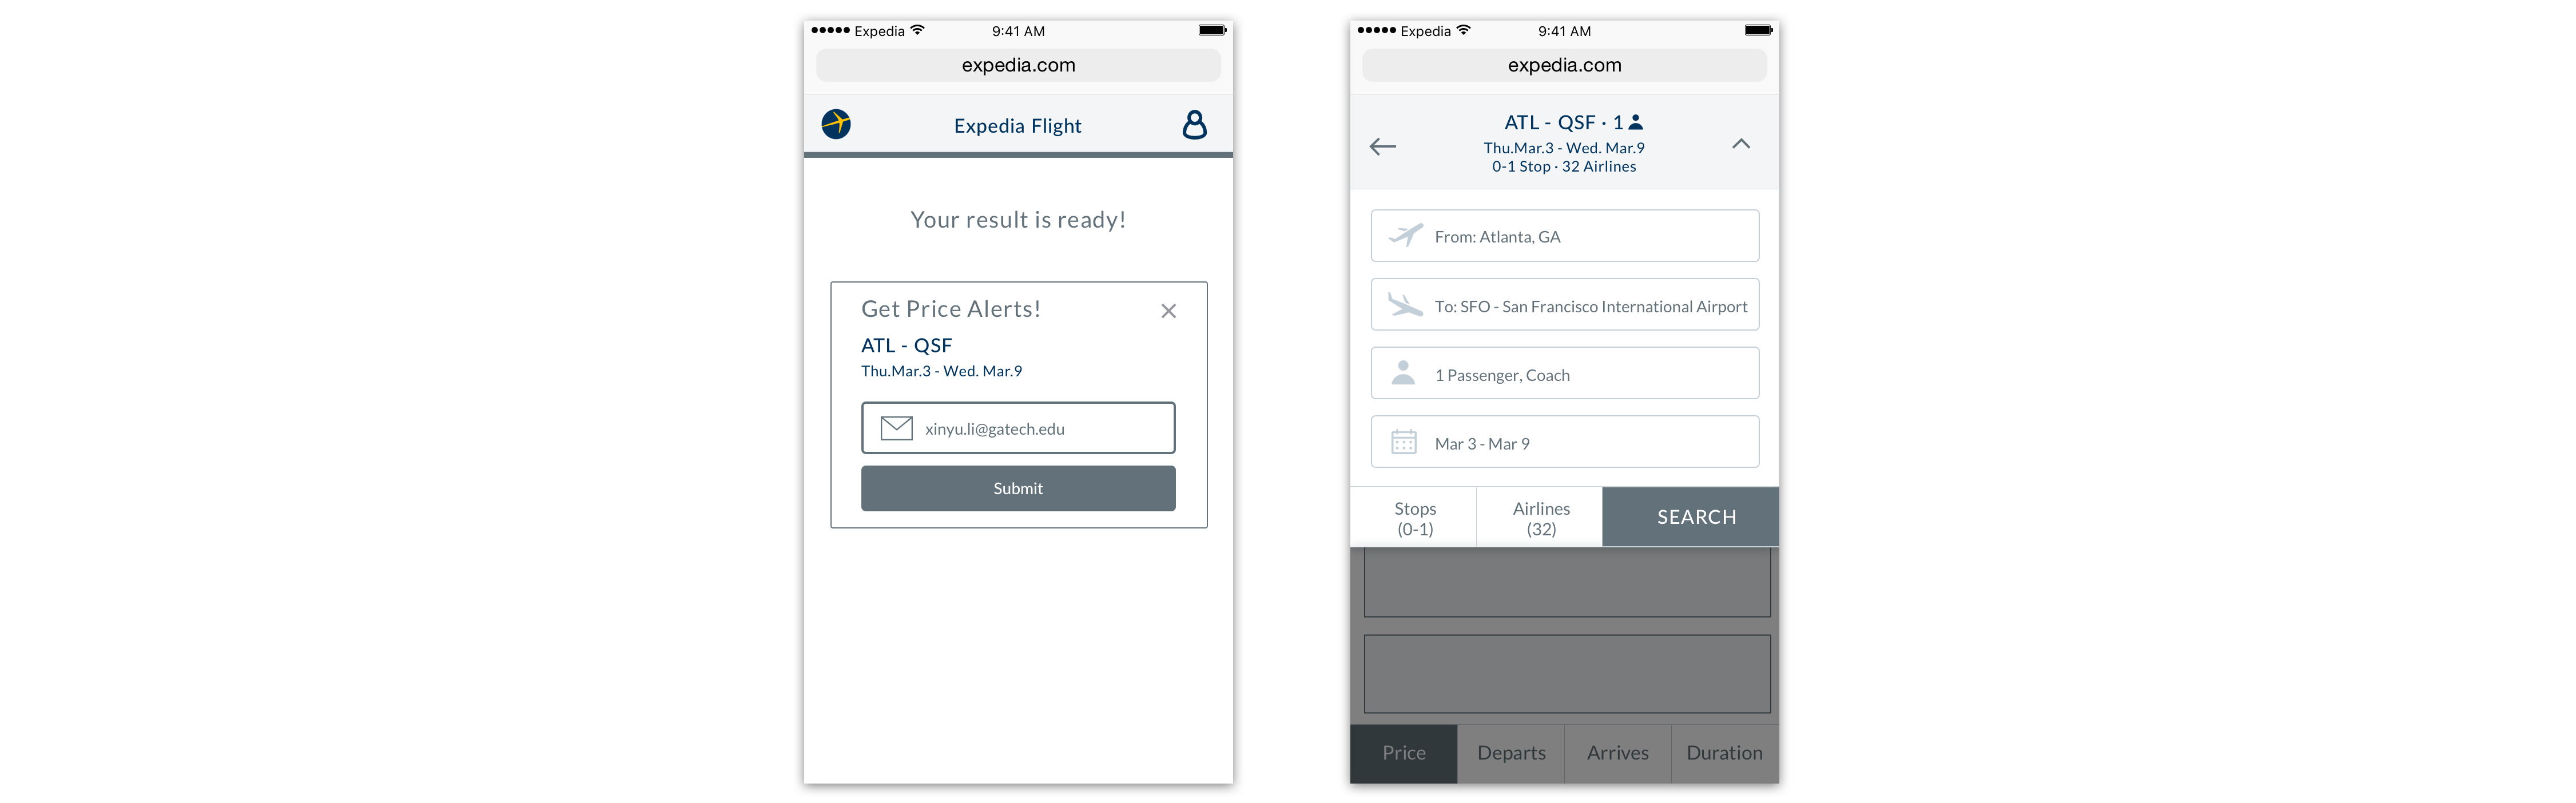 Expedia 9:41 AM
expedia.com
Expedia Flight
Your result is ready!
Get Price Alerts!
ATL - QSF
Thu.Mar.3 - Wed. Mar.9
xinyu.li@gatech.edu
Submit
Expedia 9:41 AM
expedia.com
ATL - QSF · 1
Thu.Mar.3 - Wed. Mar.9
0-1 Stop · 32 Airlines
From: Atlanta, GA
To: SFO - San Francisco International Airport
1 Passenger, Coach
Mar 3 - Mar 9
Stops Airlines SEARCH
(0-1) (32)
Price Departs Arrives Duration